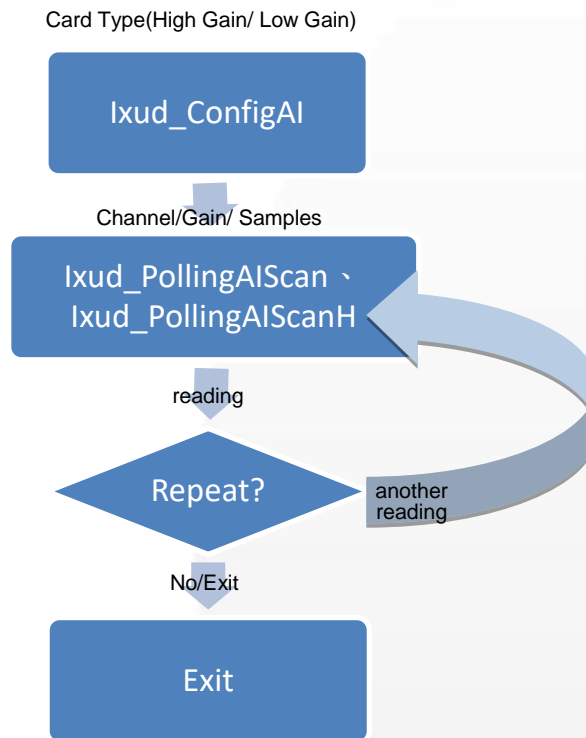 Card Type(High Gain/ Low Gain)
Ixud_ConfigAI
Channel/Gain/ Samples
Ixud_PollingAIScan、
Ixud_PollingAIScanH
reading
Repeat?
another
reading
No/Exit
Exit